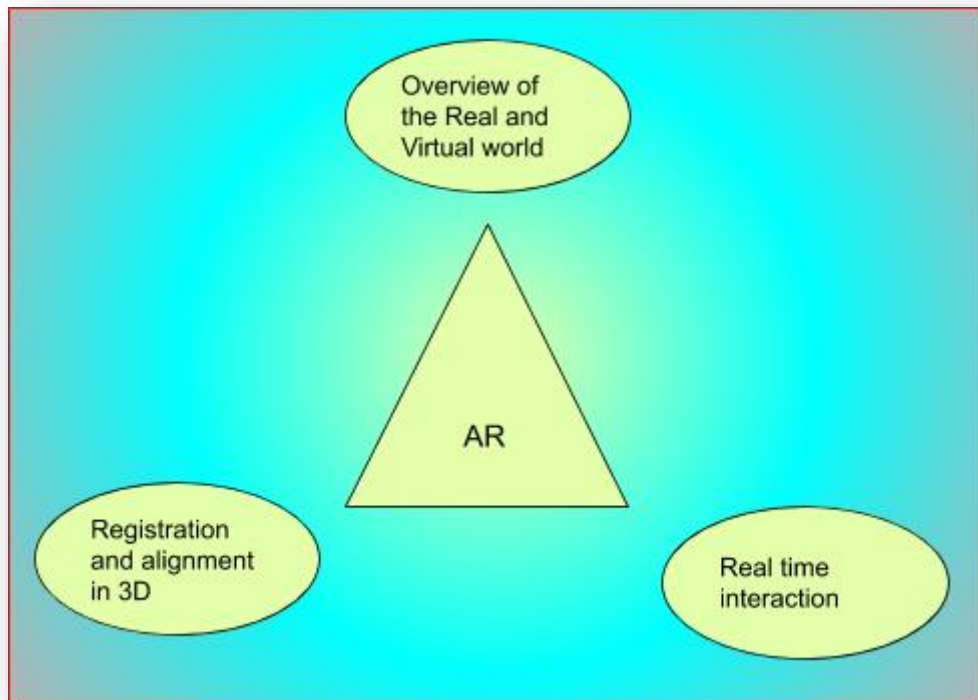 Overview of
the Real and
Virtual world
AR
Registration
and alignment
in 3D
Real time
interaction